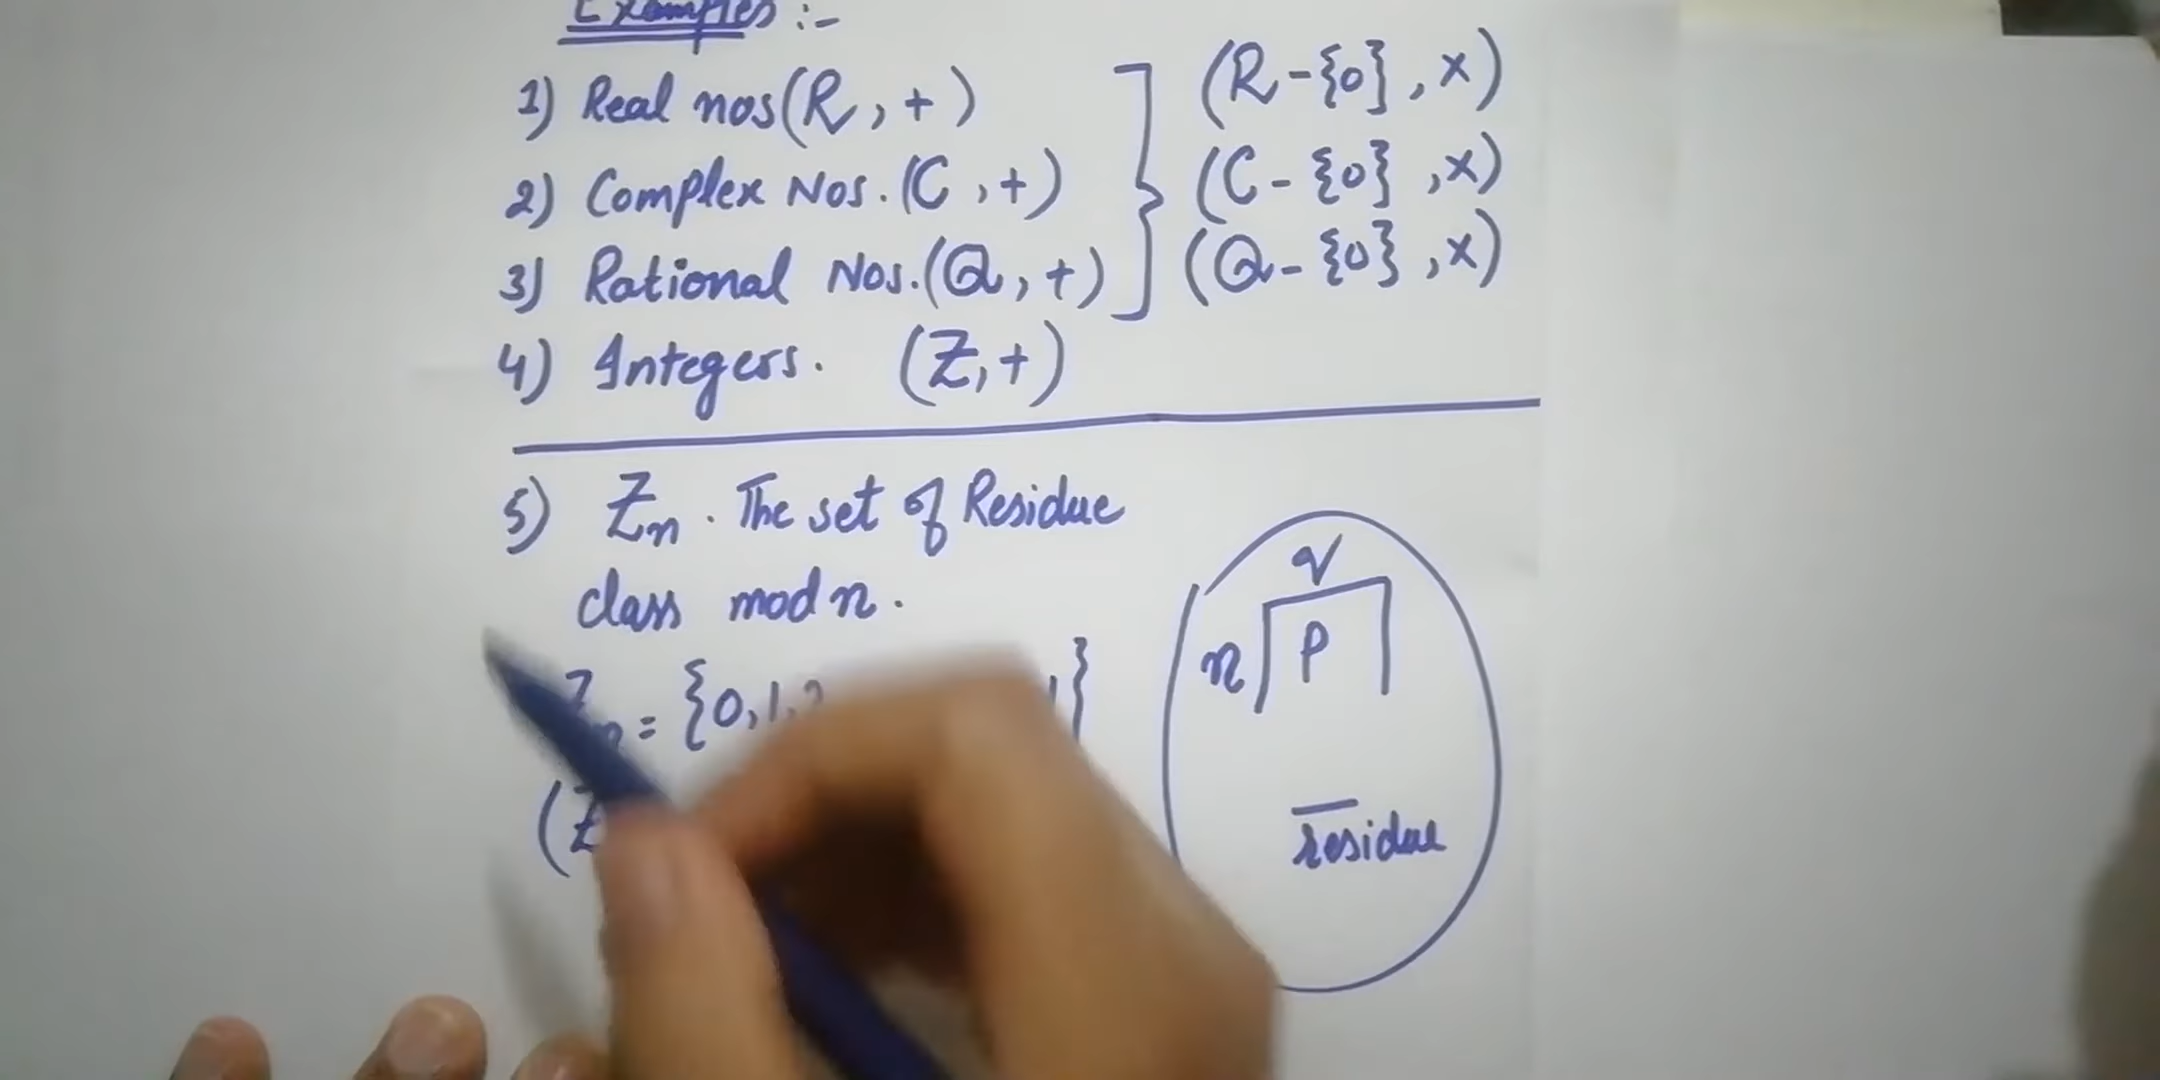 Examples :-
1) Real nos (R, +)
(R - {0}, x)
2) Complex Nos. (C, +)
(C - {0}, x)
3) Rational Nos. (Q, +)
(Q - {0}, x)
4) Integers. (Z, +)
5) Zn. The set of Residue
class mod n.
q
n P
residue
= {0, 1, 2 }
(Z